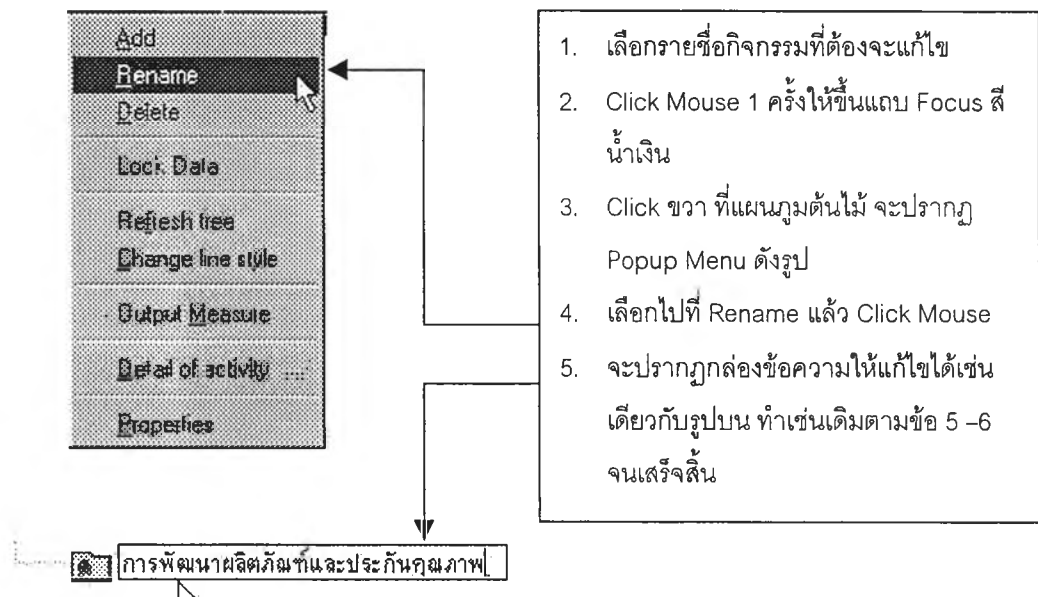 Add
Rename
Delete
Lock Data
Refresh tree
Change line style
Output Measure
Detail of activity ....
Properties
1. เลือกรายชื่อกิจกรรมที่ต้องจะแก้ไข
2. Click Mouse 1 ครั้งให้ขึ้นแถบ Focus สี
น้ำเงิน
3. Click ขวา ที่แผนภูมต้นไม้ จะปรากฏ
Popup Menu ดังรูป
4. เลือกไปที่ Rename แล้ว Click Mouse
5. จะปรากฏกล่องข้อความให้แก้ไขได้เช่น
เดียวกับรูปบน ทำเช่นเดิมตามข้อ 5 –6
จนเสร็จสิ้น
การพัฒนาผลิตภัณฑ์และประกันคุณภาพ